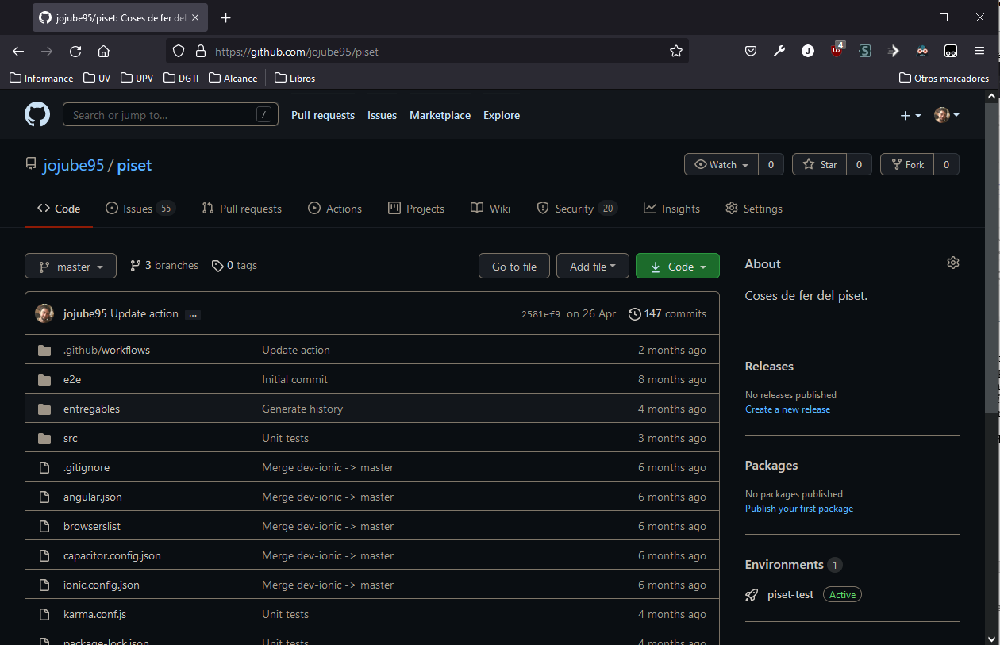 jojube95/piset: Coses de fer del
https://github.com/jojube95/piset
4
Informance UV UPV DGTI Alcance Libros Otros marcadores
Search or jump to... / Pull requests Issues Marketplace Explore
jojube95 / piset Watch 0 Star 0 Fork 0
Code Issues 55 Pull requests Actions Projects Wiki Security 20 Insights Settings
master 3 branches 0 tags Go to file Add file Code
About
Coses de fer del piset.
jojube95 Update action ... 2581ef9 on 26 Apr 147 commits
.github/workflows Update action 2 months ago
e2e Initial commit 8 months ago
entregables Generate history 4 months ago
src Unit tests 3 months ago
.gitignore Merge dev-ionic -> master 6 months ago
angular.json Merge dev-ionic -> master 6 months ago
browserslist Merge dev-ionic -> master 6 months ago
capacitor.config.json Merge dev-ionic -> master 6 months ago
ionic.config.json Merge dev-ionic -> master 6 months ago
karma.conf.js Unit tests 4 months ago
package-lock.json Unit tests 4 months ago
Releases
No releases published
Create a new release
Packages
No packages published
Publish your first package
Environments 1
piset-test Active